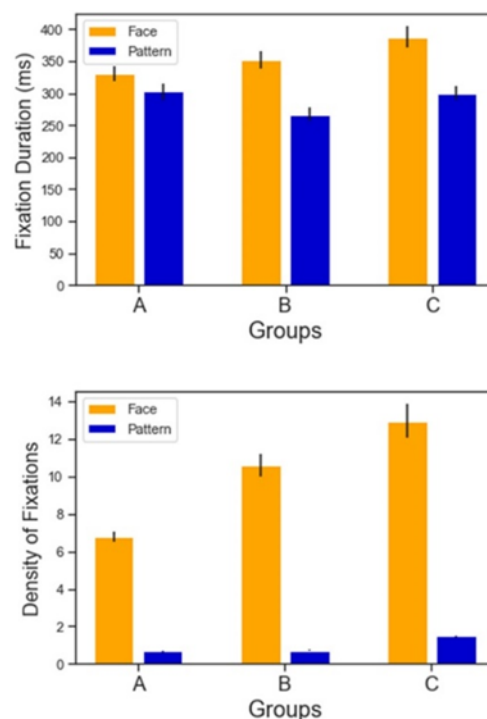 Fixation Duration (ms)
400
350
300
250
200
150
100
50
0
Face
Pattern
A B C
Groups
Density of Fixations
14
12
10
8
6
4
2
0
Face
Pattern
A B C
Groups